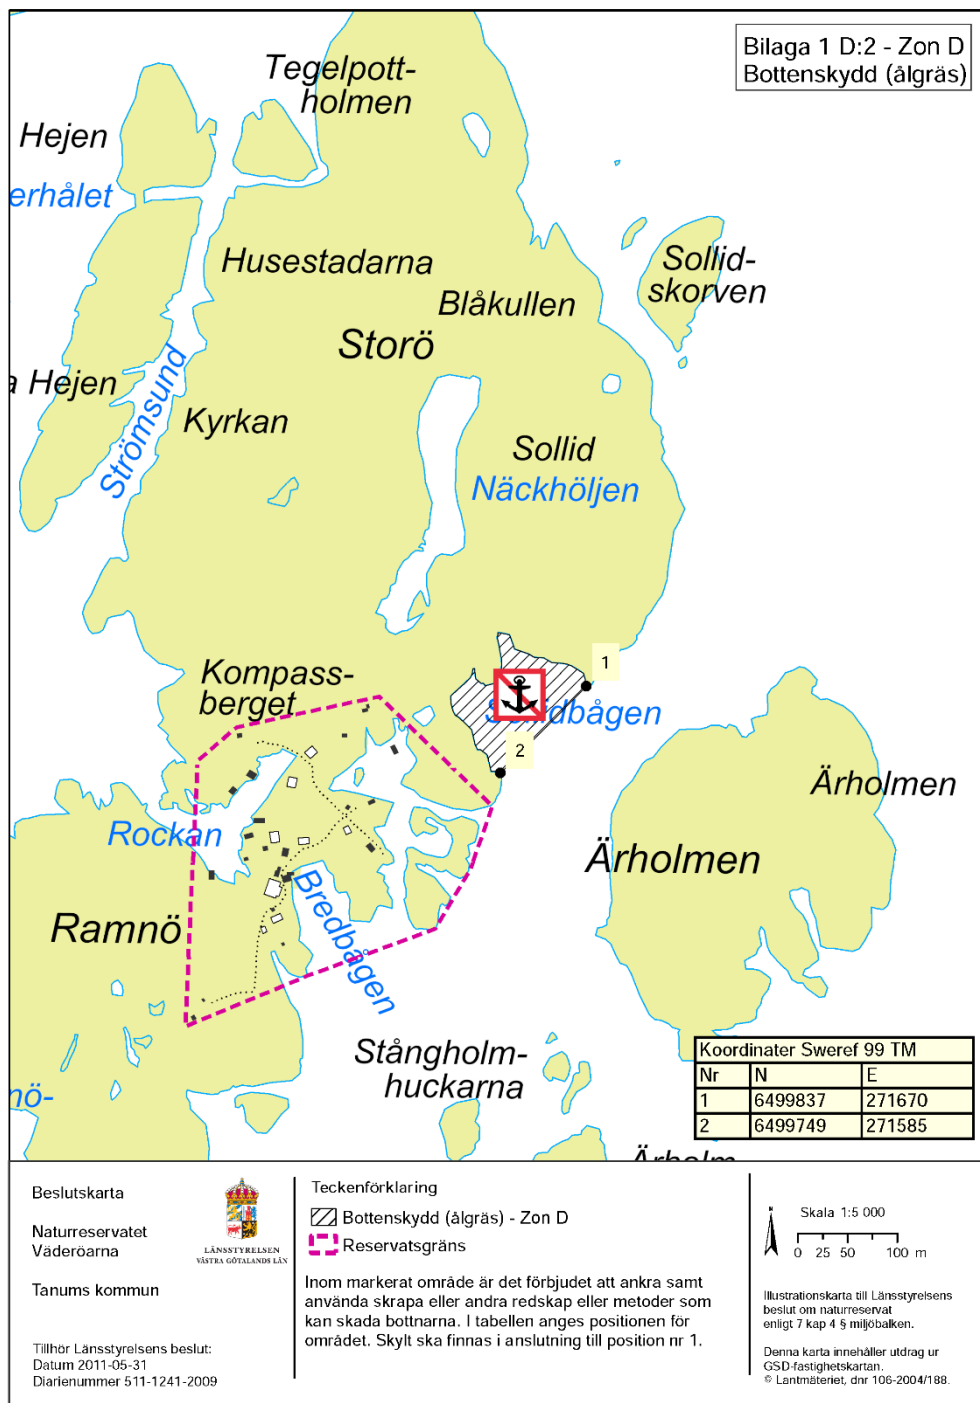 Bilaga 1 D:2 - Zon D
Bottenskydd (ålgräs)
Tegelpott-
holmen
Hejen
erhålet
Husestadarna
Sollid-
skorven
Blåkullen
Storö
a Hejen
Strömsund
Kyrkan
Sollid
Näckhöljen
1
Kompass-
berget
2
Ärholmen
Rockan
Ärholmen
Bredbågen
Ramnö
Stångholm-
huckarna
nö-
Koordinater Sweref 99 TM
Nr N E
1 6499837 271670
2 6499749 271585
Beslutskarta
Naturreservatet
Väderöarna
Tanums kommun
Tillhör Länsstyrelsens beslut:
Datum 2011-05-31
Diarienummer 511-1241-2009
LÄNSSTYRELSEN
VÄSTRA GÖTALANDS LÄN
Teckenförklaring
Bottenskydd (ålgräs) - Zon D
Reservatsgräns
Inom markerat område är det förbjudet att ankra samt
använda skrapa eller andra redskap eller metoder som
kan skada bottnarna. I tabellen anges positionen för
området. Skylt ska finnas i anslutning till position nr 1.
Skala 1:5 000
0 25 50 100 m
Illustrationskarta till Länsstyrelsens
beslut om naturreservat
enligt 7 kap 4 § miljöbalken.
Denna karta innehåller utdrag ur
GSD-fastighetskartan.
© Lantmäteriet, dnr 106-2004/188.